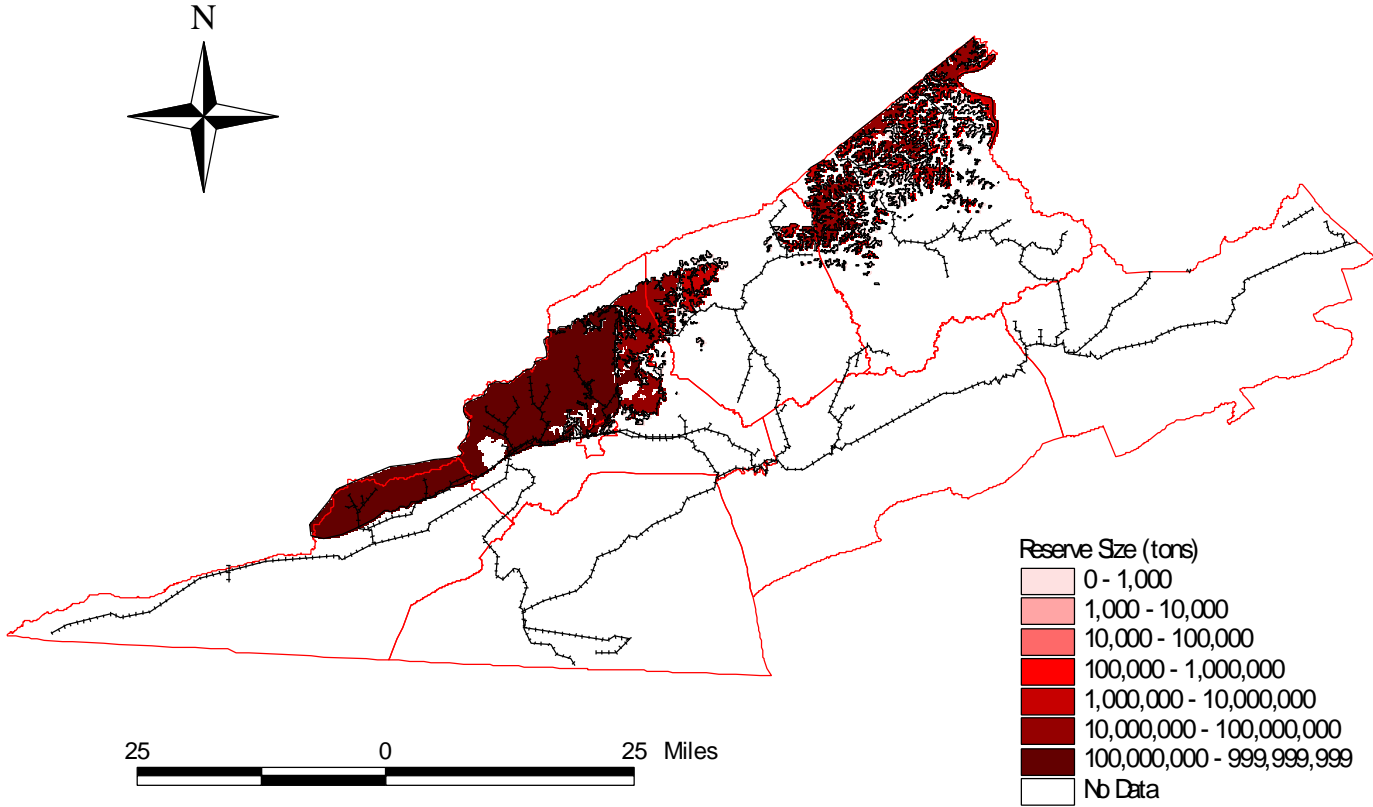 N
Reserve Size (tons)
0 - 1,000
1,000 - 10,000
10,000 - 100,000
100,000 - 1,000,000
1,000,000 - 10,000,000
10,000,000 - 100,000,000
100,000,000 - 999,999,999
No Data
25 0 25 Miles